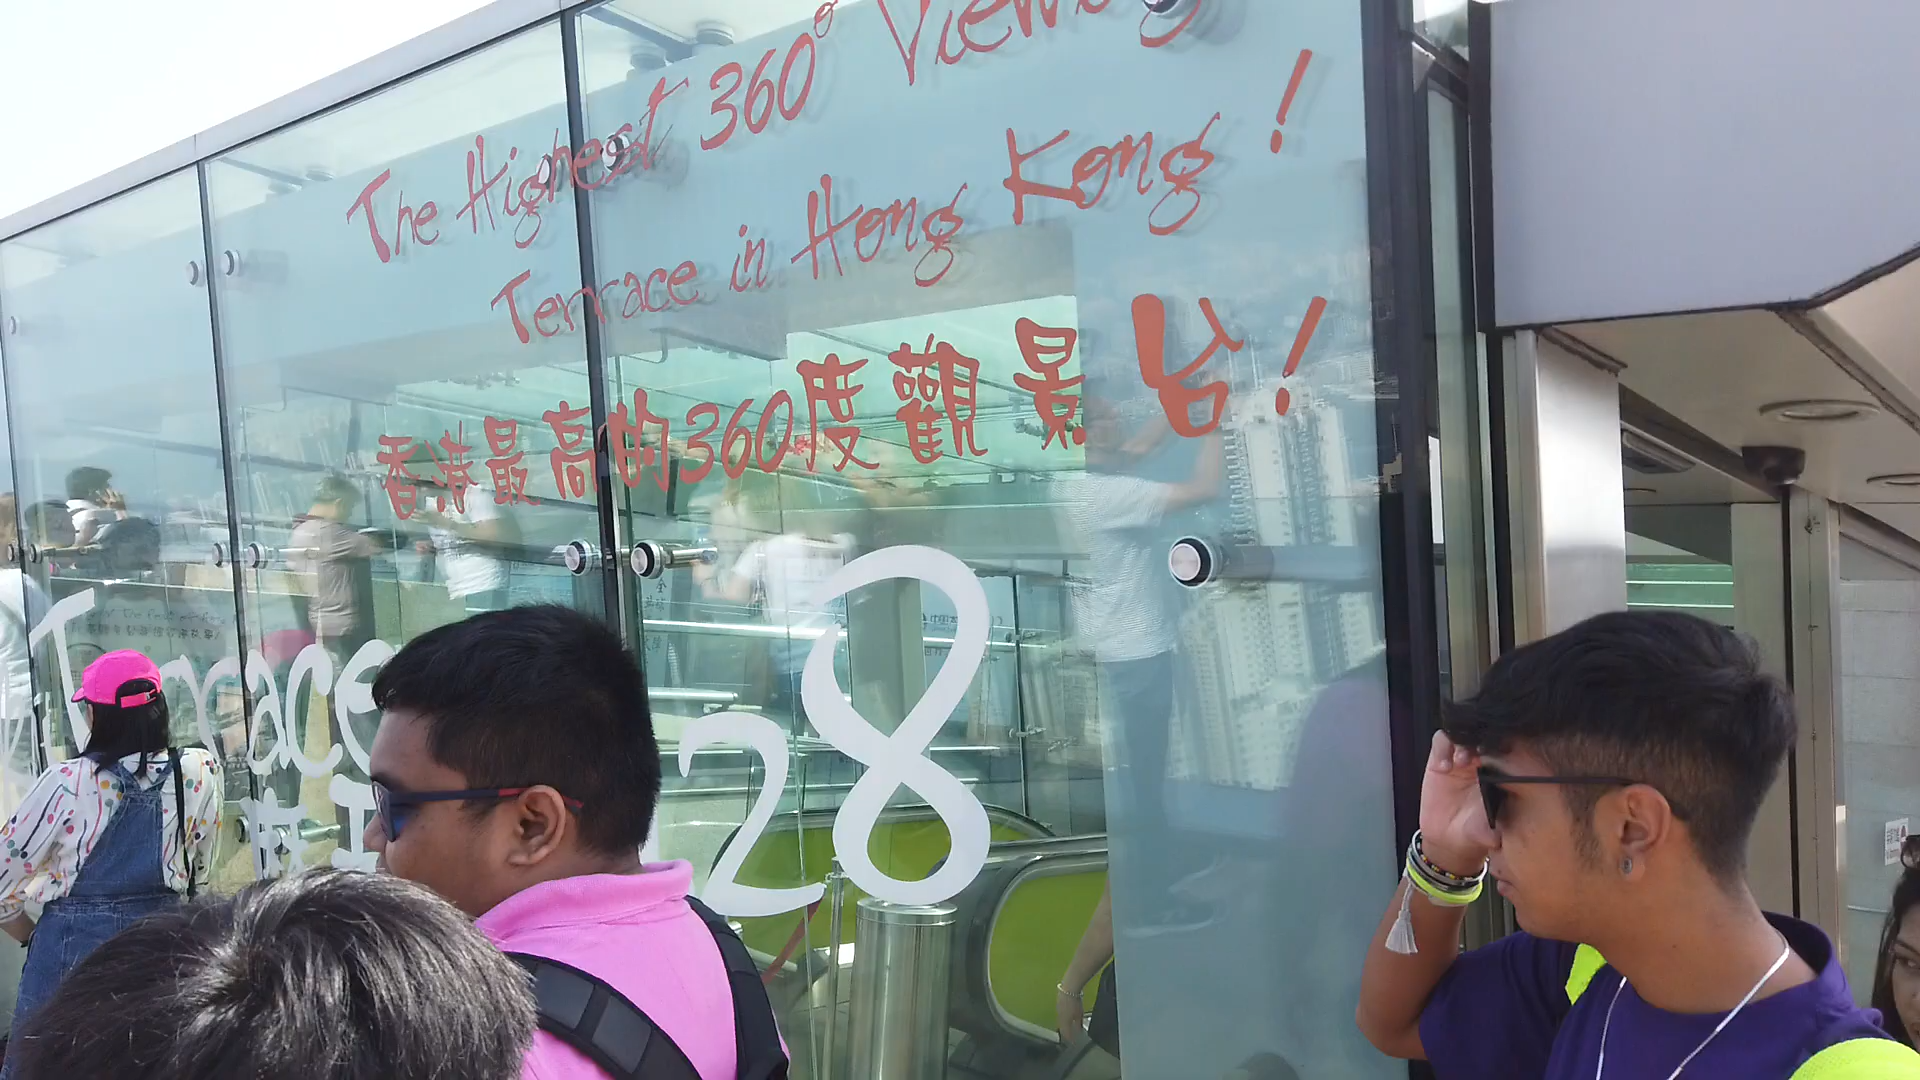 The Highest 360° Viewing
Terrace in Hong Kong!
香港最高的360度觀景台!
Terrace
28